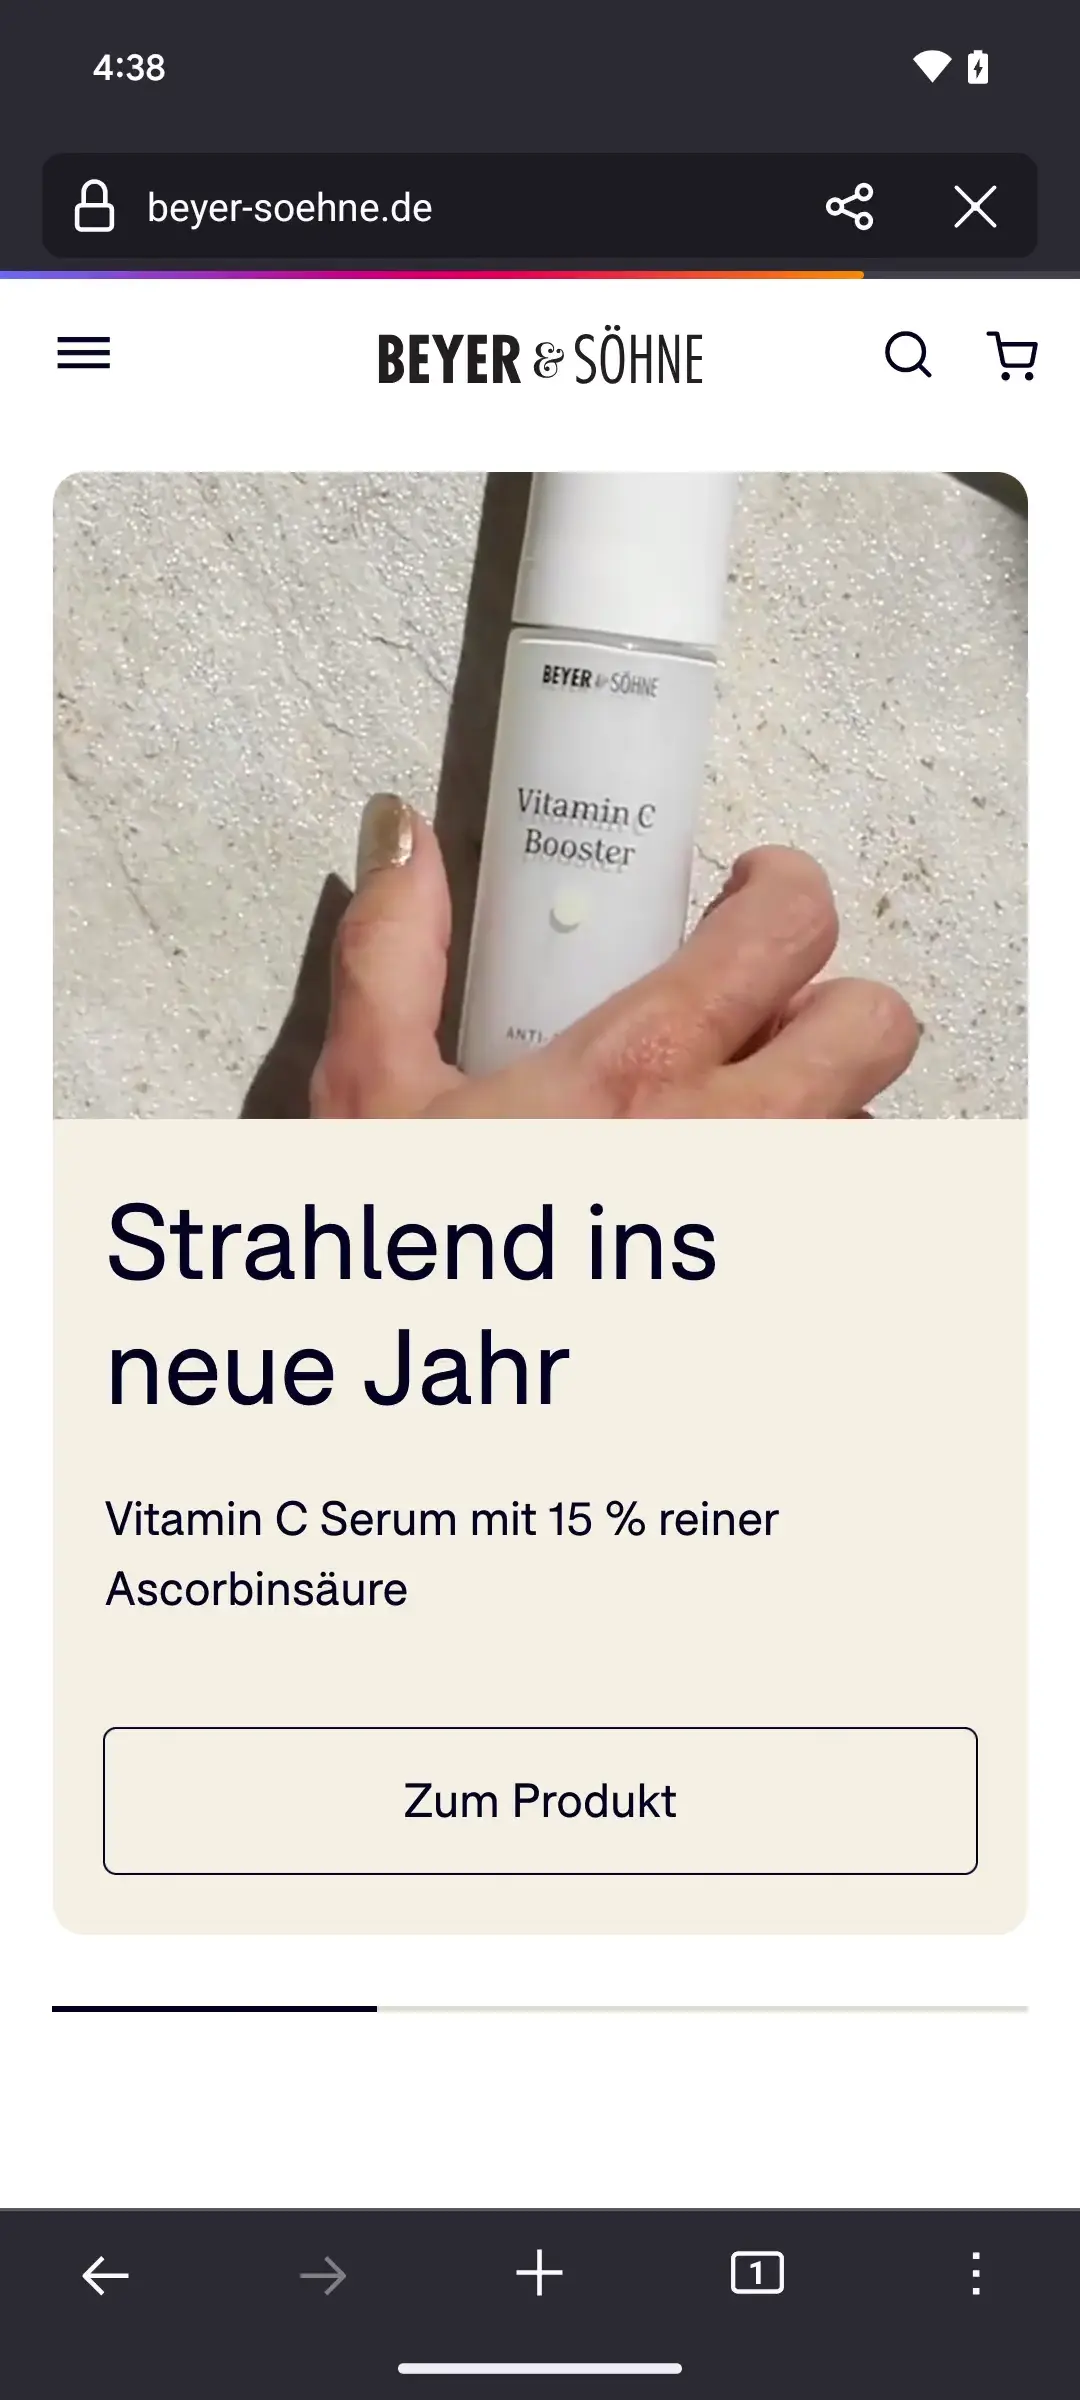 4:38
beyer-soehne.de
BEYER & SÖHNE
BEYER & SÖHNE
Vitamin C
Booster
ANTI-
Strahlend ins
neue Jahr
Vitamin C Serum mit 15 % reiner
Ascorbinsäure
Zum Produkt
1